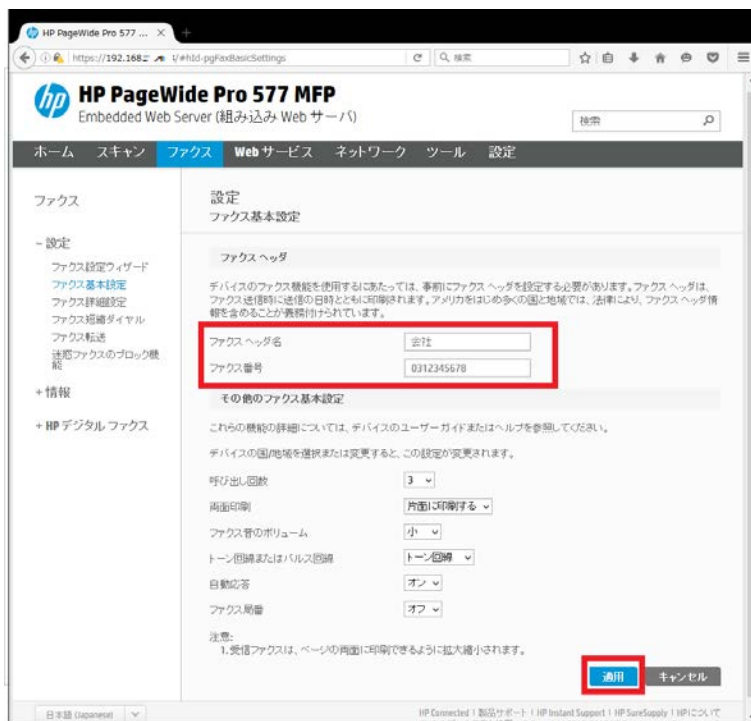 HP PageWide Pro 577 ...
https://192.168
/#hId-pgFaxBasicSettings
検索
hp
HP PageWide Pro 577 MFP
Embedded Web Server (組み込み Web サーバ)
検索
ホーム スキャン ファクス Web サービス ネットワーク ツール 設定
ファクス
- 設定
ファクス設定ウィザード
ファクス基本設定
ファクス詳細設定
ファクス短縮ダイヤル
ファクス転送
迷惑ファクスのブロック機
能
+ 情報
+ HP デジタル ファクス
設定
ファクス基本設定
ファクス ヘッダ
デバイスのファクス機能を使用するにあたっては、事前にファクス ヘッダを設定する必要があります。ファクス ヘッダは、
ファクス送信時に送信の日時とともに印刷されます。アメリカをはじめ多くの国と地域では、法律により、ファクス ヘッダ情
報を含めることが義務付けられています。
ファクス ヘッダ名 会社
ファクス番号 0312345678
その他のファクス基本設定
これらの機能の詳細については、デバイスのユーザーガイドまたはヘルプを参照してください。
デバイスの国/地域を選択または変更すると、この設定が変更されます。
呼び出し回数 3
両面印刷 片面に印刷する
ファクス音のボリューム 小
トーン回線またはパルス回線 トーン回線
自動応答 オン
ファクス局番 オフ
注意:
1. 受信ファクスは、ページの両面に印刷できるように拡大縮小されます。
適用 キャンセル
日本語 (Japanese)
HP Connected | 製品サポート | HP Instant Support | HP SureSupply | HPについて